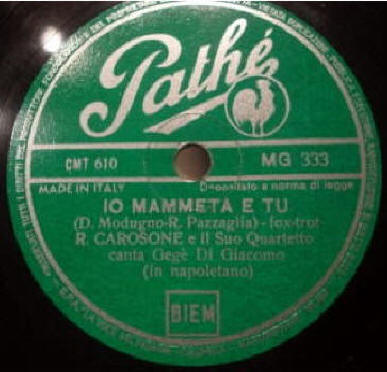 Pathé
CMT 610
MG 333
MADE IN ITALY
Depositato a norma di legge
IO MAMMETA E TU
(D. Modugno-R. Pazzaglia) - fox-trot
R. CAROSONE e il Suo Quartetto
canta Gegè Di Giacomo
(in napoletano)
BIEM